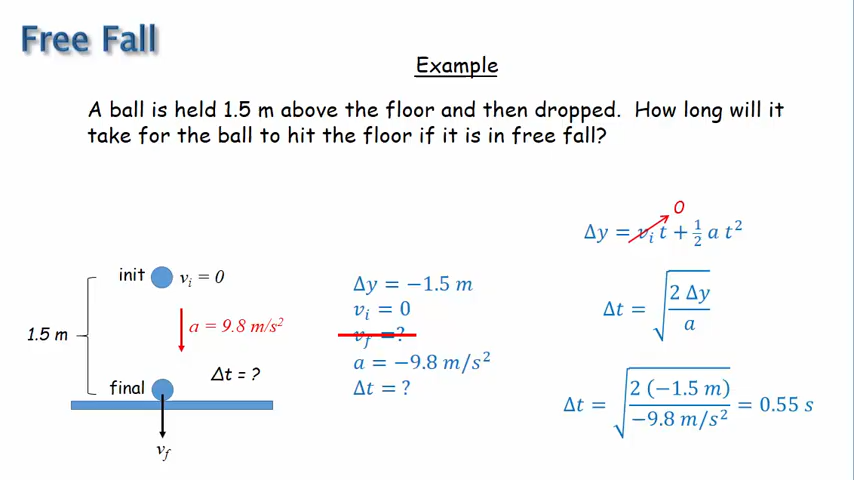 Free Fall
Example
A ball is held 1.5 m above the floor and then dropped. How long will it
take for the ball to hit the floor if it is in free fall?
init
vᵢ = 0
1.5 m
a = 9.8 m/s²
Δt = ?
final
v_f
Δy = −1.5 m
vᵢ = 0
v_f = ?
a = −9.8 m/s²
Δt = ?
0
Δy = vᵢ t + ½ a t²
Δt = √(2 Δy / a)
Δt = √(2 (−1.5 m) / −9.8 m/s²) = 0.55 s